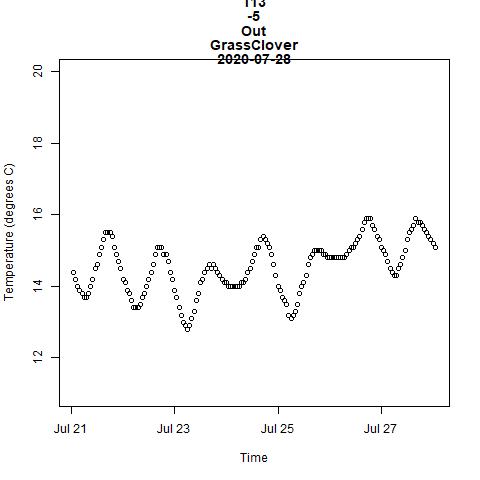 113
-5
Out
GrassClover
2020-07-28
Temperature (degrees C)
20
18
16
14
12
Jul 21
Jul 23
Jul 25
Jul 27
Time